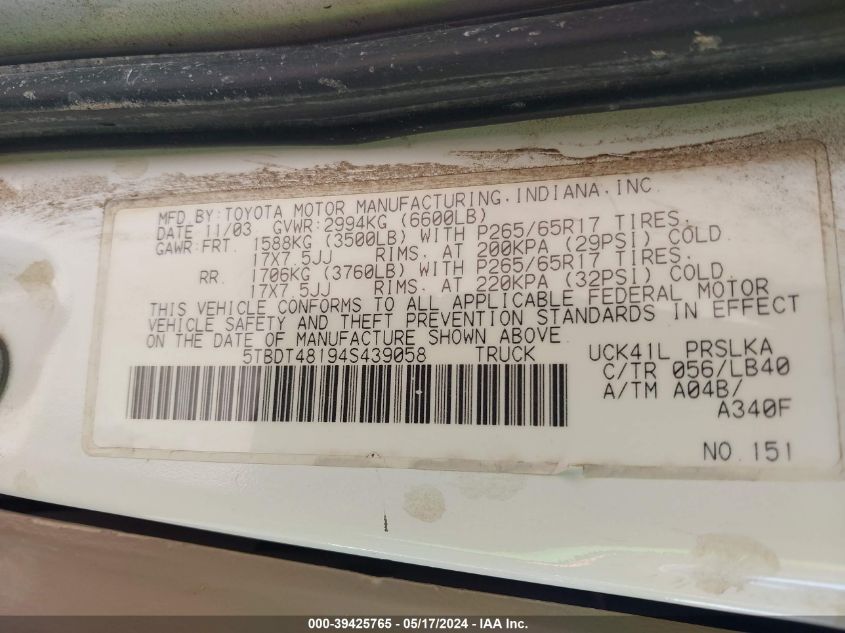 MFD.BY:TOYOTA MOTOR MANUFACTURING.INDIANA.INC.
DATE 11/03 GVWR:2994KG (6600LB)
GAWR:FRT. 1588KG (3500LB) WITH P265/65R17 TIRES.
17X7.5JJ RIMS. AT 200KPA (29PSI) COLD.
RR. 1706KG (3760LB) WITH P265/65R17 TIRES.
17X7.5JJ RIMS. AT 220KPA (32PSI) COLD.
THIS VEHICLE CONFORMS TO ALL APPLICABLE FEDERAL MOTOR
VEHICLE SAFETY AND THEFT PREVENTION STANDARDS IN EFFECT
ON THE DATE OF MANUFACTURE SHOWN ABOVE.
5TBDT48194S439058 TRUCK UCK41L PRSLKA
C/TR 056/LB40
A/TM A04B/
A340F
NO.151
000-39425765 - 05/17/2024 - IAA Inc.